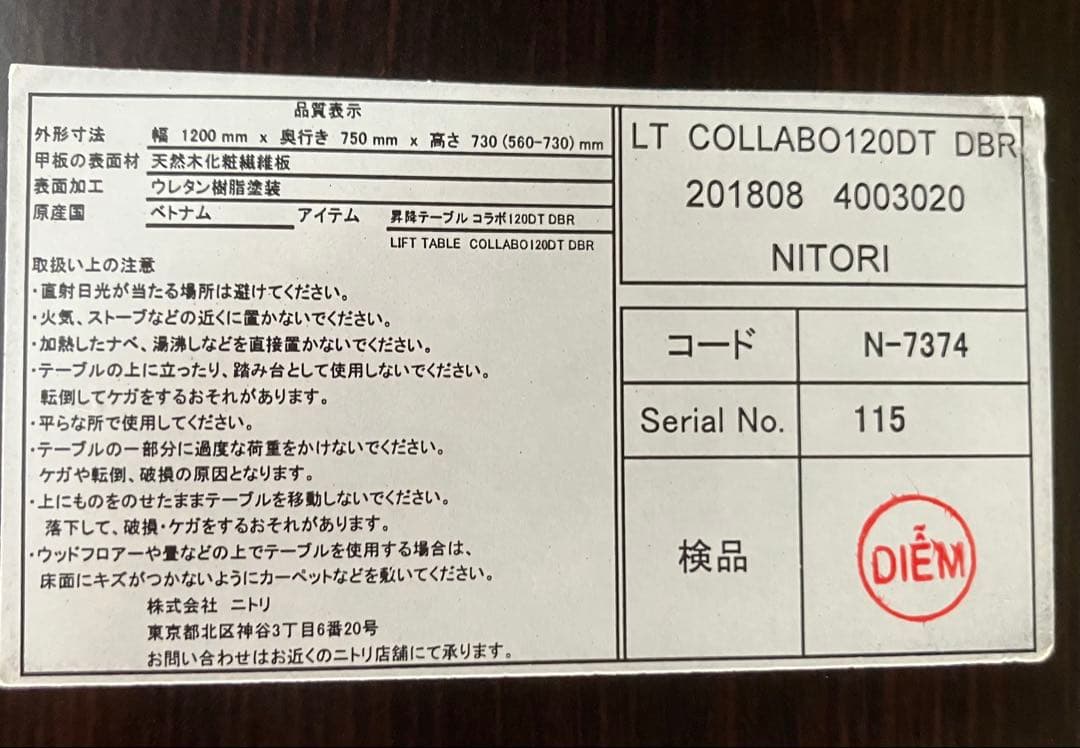 品質表示
外形寸法 幅 1200 mm x 奥行き 750 mm x 高さ 730 (560-730) mm
甲板の表面材 天然木化粧繊維板
表面加工 ウレタン樹脂塗装
原産国 ベトナム アイテム 昇降テーブル コラボ120DT DBR
LIFT TABLE COLLABO120DT DBR
取扱い上の注意
・直射日光が当たる場所は避けてください。
・火気、ストーブなどの近くに置かないでください。
・加熱したナベ、湯沸しなどを直接置かないでください。
・テーブルの上に立ったり、踏み台として使用しないでください。
転倒してケガをするおそれがあります。
・平らな所で使用してください。
・テーブルの一部分に過度な荷重をかけないでください。
ケガや転倒、破損の原因となります。
・上にものをのせたままテーブルを移動しないでください。
落下して、破損・ケガをするおそれがあります。
・ウッドフロアーや畳などの上でテーブルを使用する場合は、
床面にキズがつかないようにカーペットなどを敷いてください。
株式会社 ニトリ
東京都北区神谷3丁目6番20号
お問い合わせはお近くのニトリ店舗にて承ります。
LT COLLABO120DT DBR
201808 4003020
NITORI
コード N-7374
Serial No. 115
検品 DIỄM